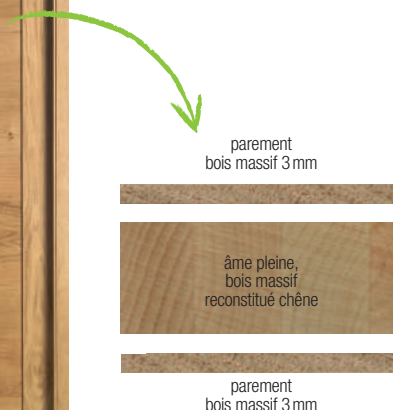 parement
bois massif 3 mm
âme pleine,
bois massif
reconstitué chêne
parement
bois massif 3 mm